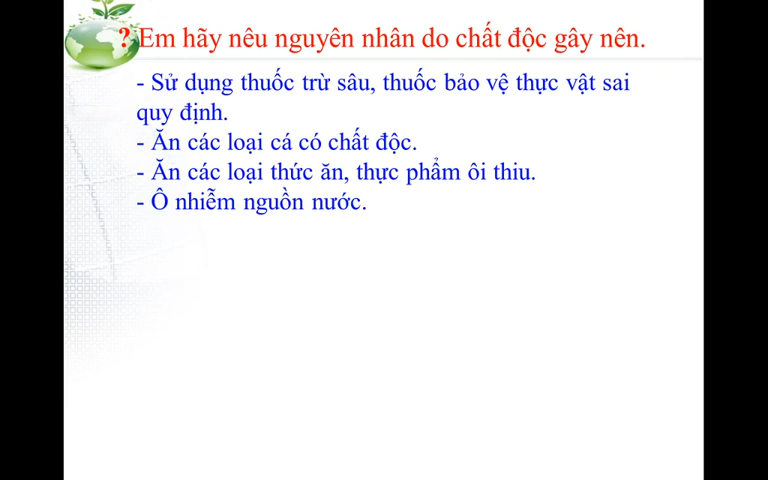 ? Em hãy nêu nguyên nhân do chất độc gây nên.
- Sử dụng thuốc trừ sâu, thuốc bảo vệ thực vật sai
quy định.
- Ăn các loại cá có chất độc.
- Ăn các loại thức ăn, thực phẩm ôi thiu.
- Ô nhiễm nguồn nước.